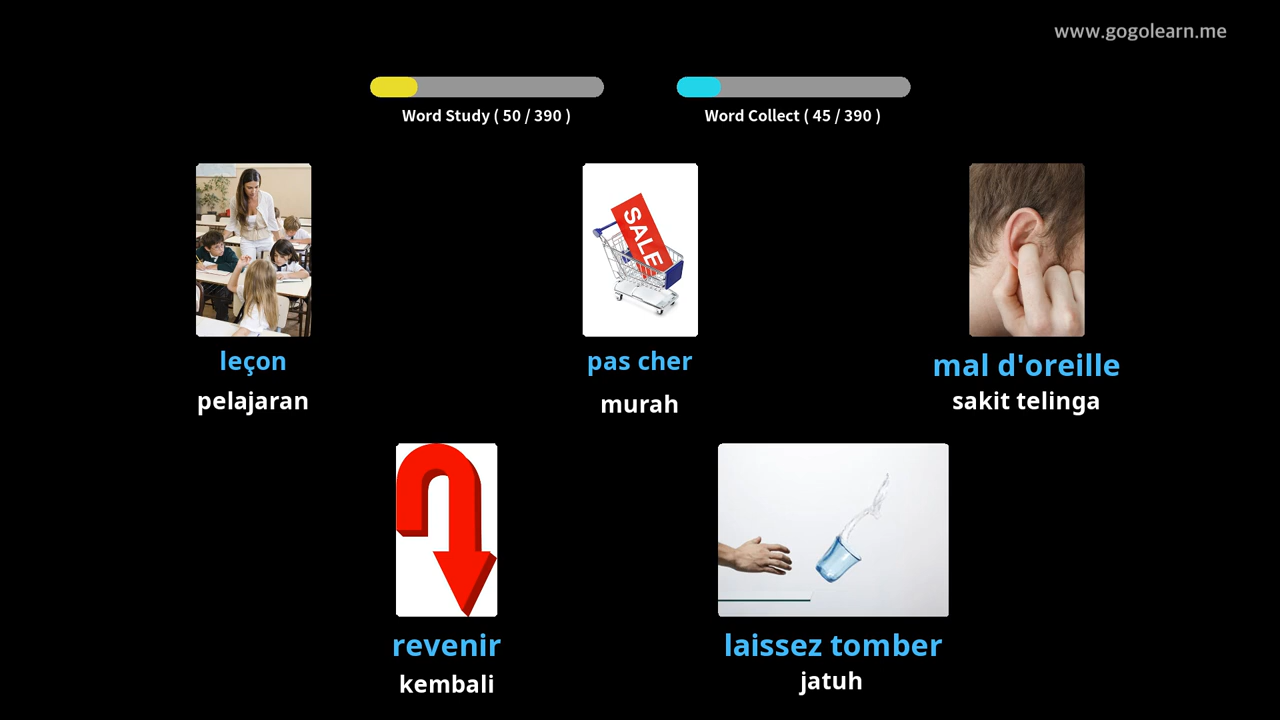 www.gogolearn.me
Word Study ( 50 / 390 )
Word Collect ( 45 / 390 )
SALE
leçon
pas cher
mal d'oreille
pelajaran
murah
sakit telinga
revenir
laissez tomber
kembali
jatuh